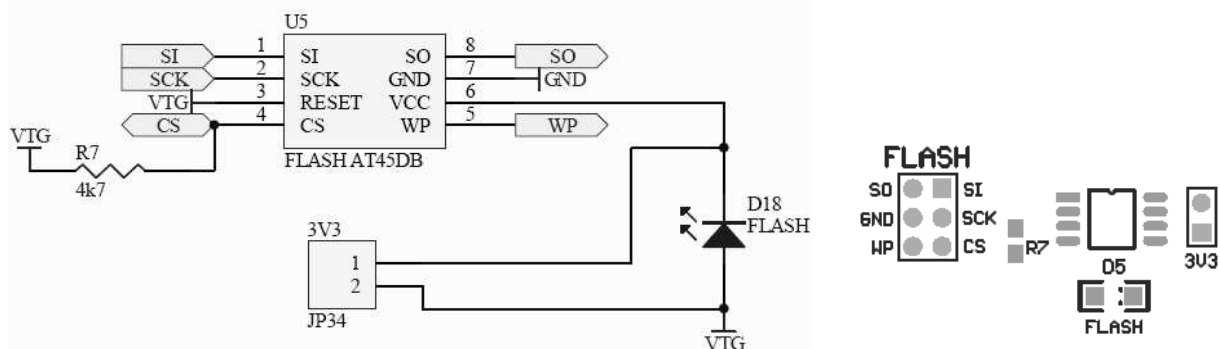 U5
SI 1 SI SO 8 SO
SCK 2 SCK GND 7 GND
VTG 3 RESET VCC 6
CS 4 CS WP 5 WP
FLASH AT45DB
VTG
R7
4k7
D18
FLASH
3V3
1
2
JP34
VTG
FLASH
SO SI
GND SCK
WP CS
R7
D5
3V3
FLASH